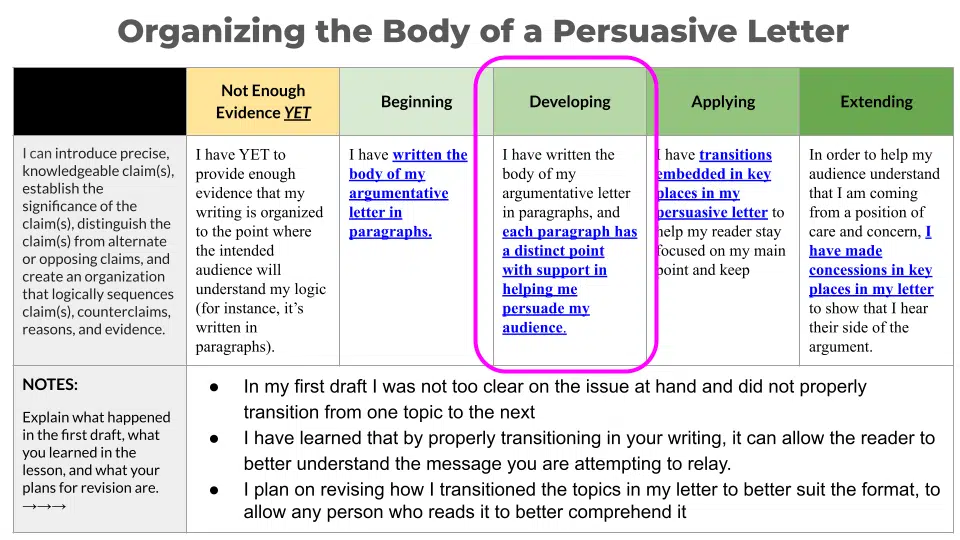 Organizing the Body of a Persuasive Letter
Not Enough
Evidence YET
Beginning
Developing
Applying
Extending
I can introduce precise,
knowledgeable claim(s),
establish the
significance of the
claim(s), distinguish the
claim(s) from alternate
or opposing claims, and
create an organization
that logically sequences
claim(s), counterclaims,
reasons, and evidence.
I have YET to
provide enough
evidence that my
writing is organized
to the point where
the intended
audience will
understand my logic
(for instance, it’s
written in
paragraphs).
I have written the
body of my
argumentative
letter in
paragraphs.
I have written the
body of my
argumentative letter
in paragraphs, and
each paragraph has
a distinct point
with support in
helping me
persuade my
audience.
I have transitions
embedded in key
places in my
persuasive letter to
help my reader stay
focused on my main
point and keep
In order to help my
audience understand
that I am coming
from a position of
care and concern, I
have made
concessions in key
places in my letter
to show that I hear
their side of the
argument.
NOTES:
Explain what happened
in the first draft, what
you learned in the
lesson, and what your
plans for revision are.
→→→
● In my first draft I was not too clear on the issue at hand and did not properly
transition from one topic to the next
● I have learned that by properly transitioning in your writing, it can allow the reader to
better understand the message you are attempting to relay.
● I plan on revising how I transitioned the topics in my letter to better suit the format, to
allow any person who reads it to better comprehend it